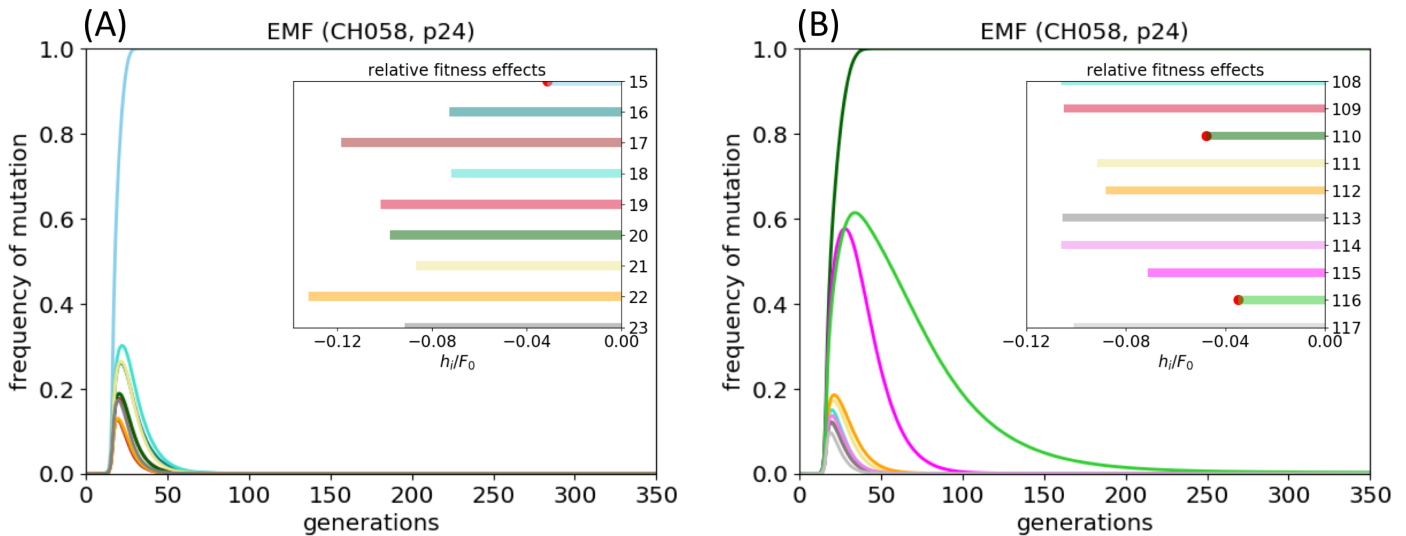 (A)
EMF (CH058, p24)
frequency of mutation
1.0
0.8
0.6
0.4
0.2
0.0
0 50 100 150 200 250 300 350
generations
relative fitness effects
15
16
17
18
19
20
21
22
23
−0.12 −0.08 −0.04 0.00
hᵢ/F₀
(B)
EMF (CH058, p24)
frequency of mutation
1.0
0.8
0.6
0.4
0.2
0.0
0 50 100 150 200 250 300 350
generations
relative fitness effects
108
109
110
111
112
113
114
115
116
117
−0.12 −0.08 −0.04 0.00
hᵢ/F₀